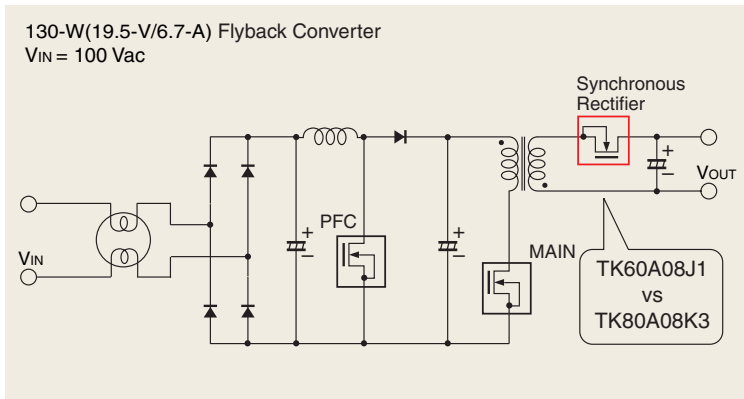 130-W(19.5-V/6.7-A) Flyback Converter
VIN = 100 Vac
Synchronous
Rectifier
+
−
VOUT
PFC
+
−
+
−
MAIN
VIN
TK60A08J1
vs
TK80A08K3